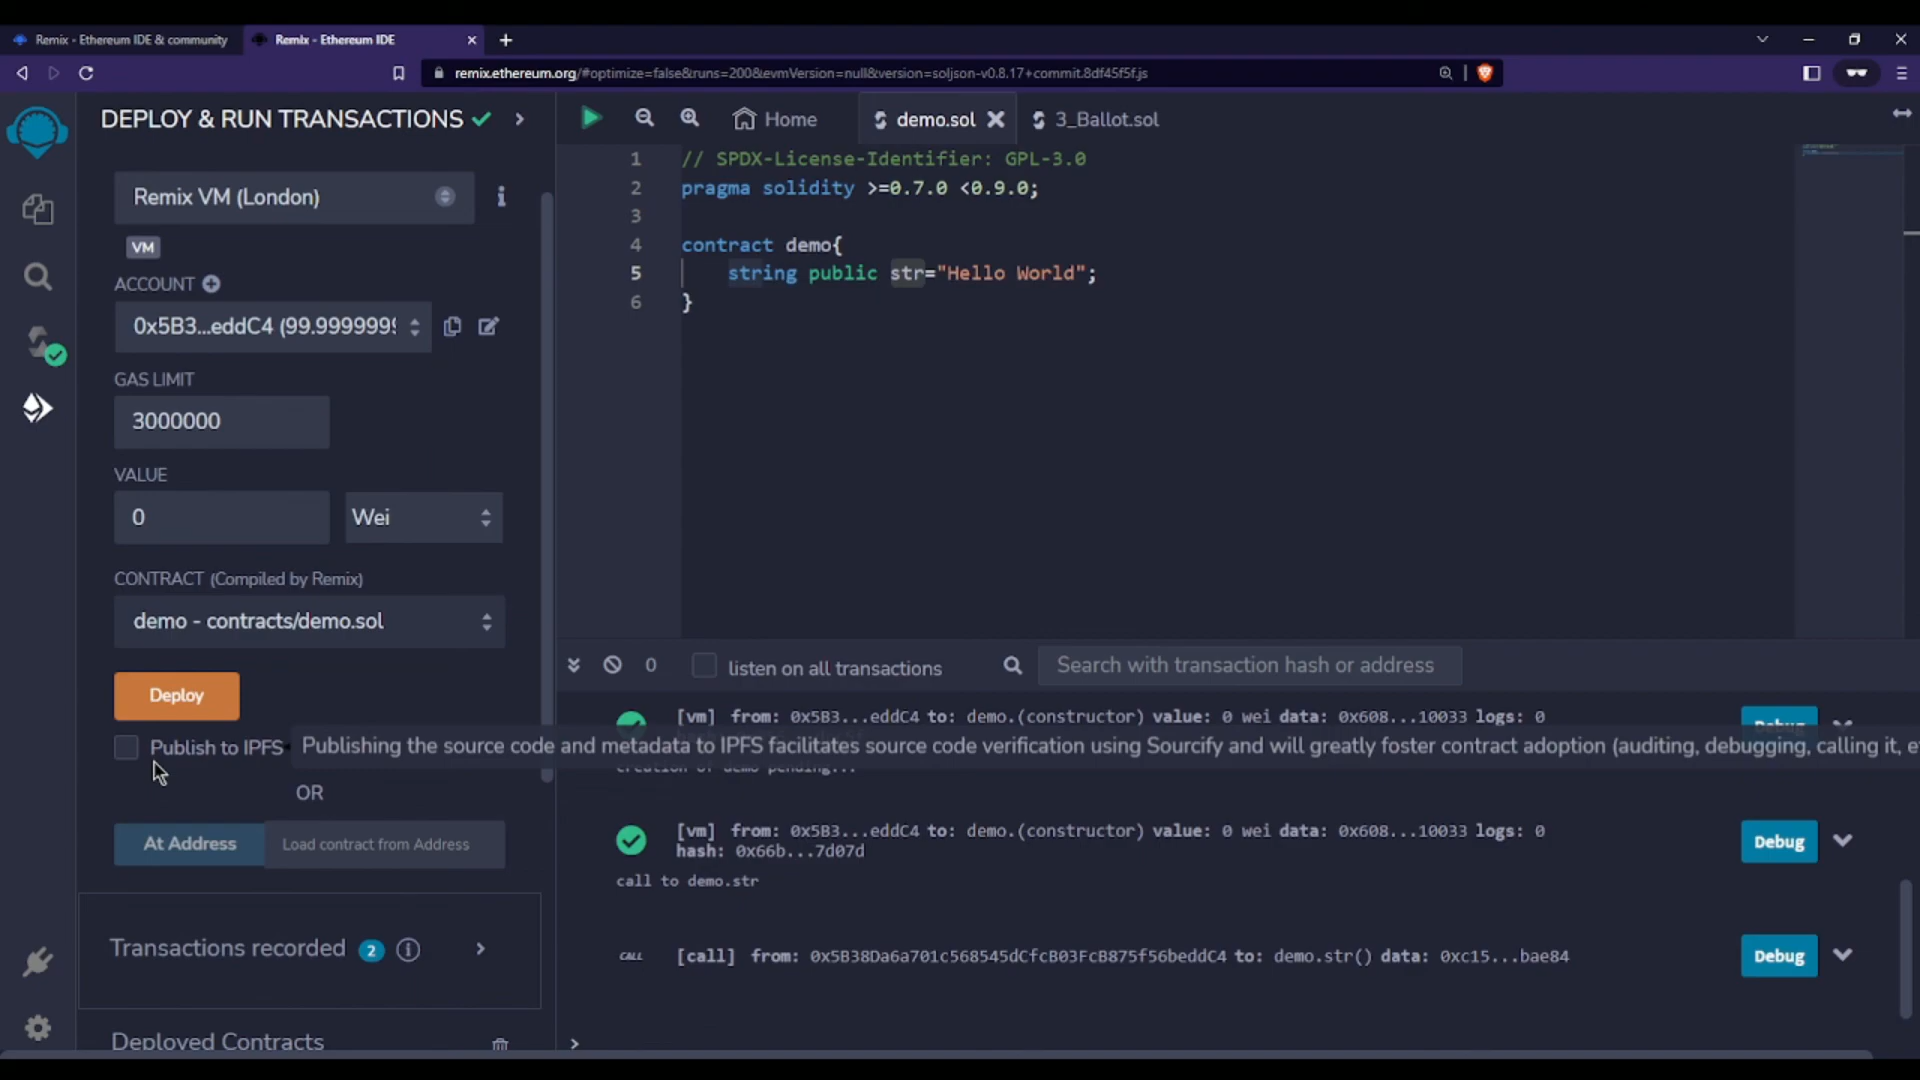 Remix - Ethereum IDE & community
Remix - Ethereum IDE
remix.ethereum.org/#optimize=false&runs=200&evmVersion=null&version=soljson-v0.8.17+commit.8df45f5f.js
DEPLOY & RUN TRANSACTIONS
Remix VM (London)
VM
ACCOUNT
0x5B3...eddC4 (99.9999999
GAS LIMIT
3000000
VALUE
0
Wei
CONTRACT (Compiled by Remix)
demo - contracts/demo.sol
Deploy
Publish to IPFS
OR
At Address
Load contract from Address
Transactions recorded 2
Deployed Contracts
Home
demo.sol
3_Ballot.sol
1 // SPDX-License-Identifier: GPL-3.0
2 pragma solidity >=0.7.0 <0.9.0;
3
4 contract demo{
5 string public str="Hello World";
6 }
0
listen on all transactions
Search with transaction hash or address
[vm] from: 0x5B3...eddC4 to: demo.(constructor) value: 0 wei data: 0x608...10033 logs: 0
Debug
Publishing the source code and metadata to IPFS facilitates source code verification using Sourcify and will greatly foster contract adoption (auditing, debugging, calling it, e
creation of demo pending...
[vm] from: 0x5B3...eddC4 to: demo.(constructor) value: 0 wei data: 0x608...10033 logs: 0
hash: 0x66b...7d07d
Debug
call to demo.str
CALL
[call] from: 0x5B38Da6a701c568545dCfcB03FcB875f56beddC4 to: demo.str() data: 0xc15...bae84
Debug